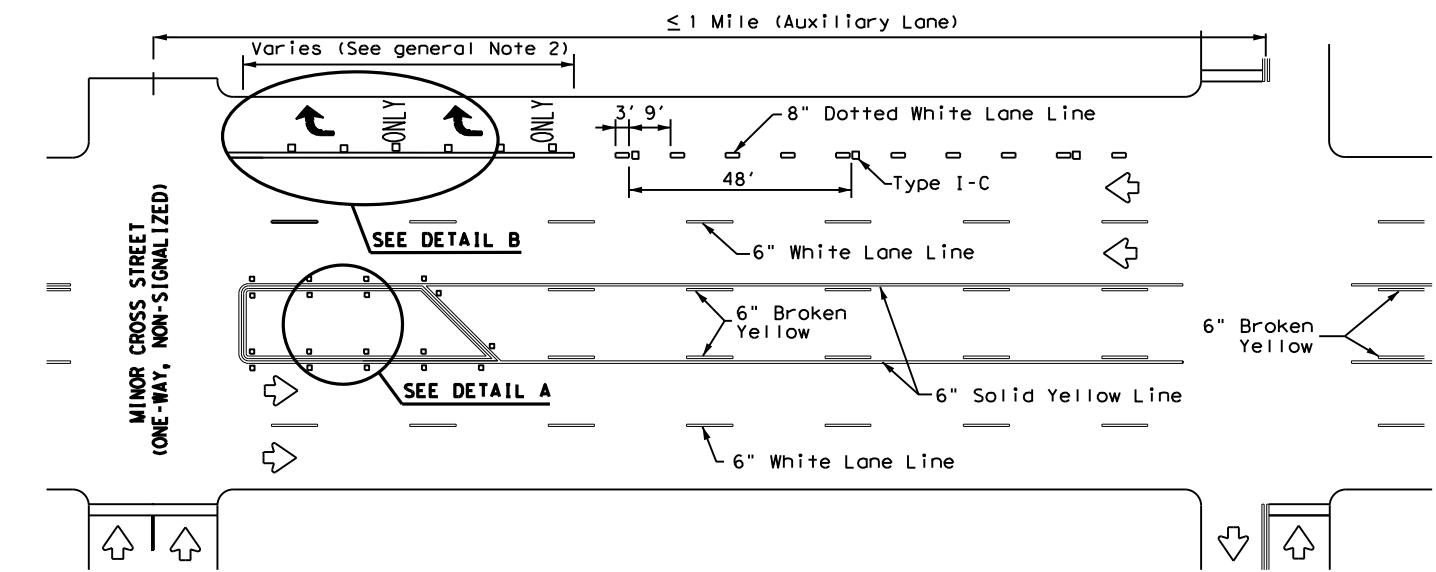 ≤ 1 Mile (Auxiliary Lane)
Varies (See general Note 2)
ONLY
ONLY
3' 9'
8" Dotted White Lane Line
48'
Type I-C
SEE DETAIL B
6" White Lane Line
MINOR CROSS STREET
(ONE-WAY, NON-SIGNALIZED)
6" Broken
Yellow
6" Broken
Yellow
SEE DETAIL A
6" Solid Yellow Line
6" White Lane Line